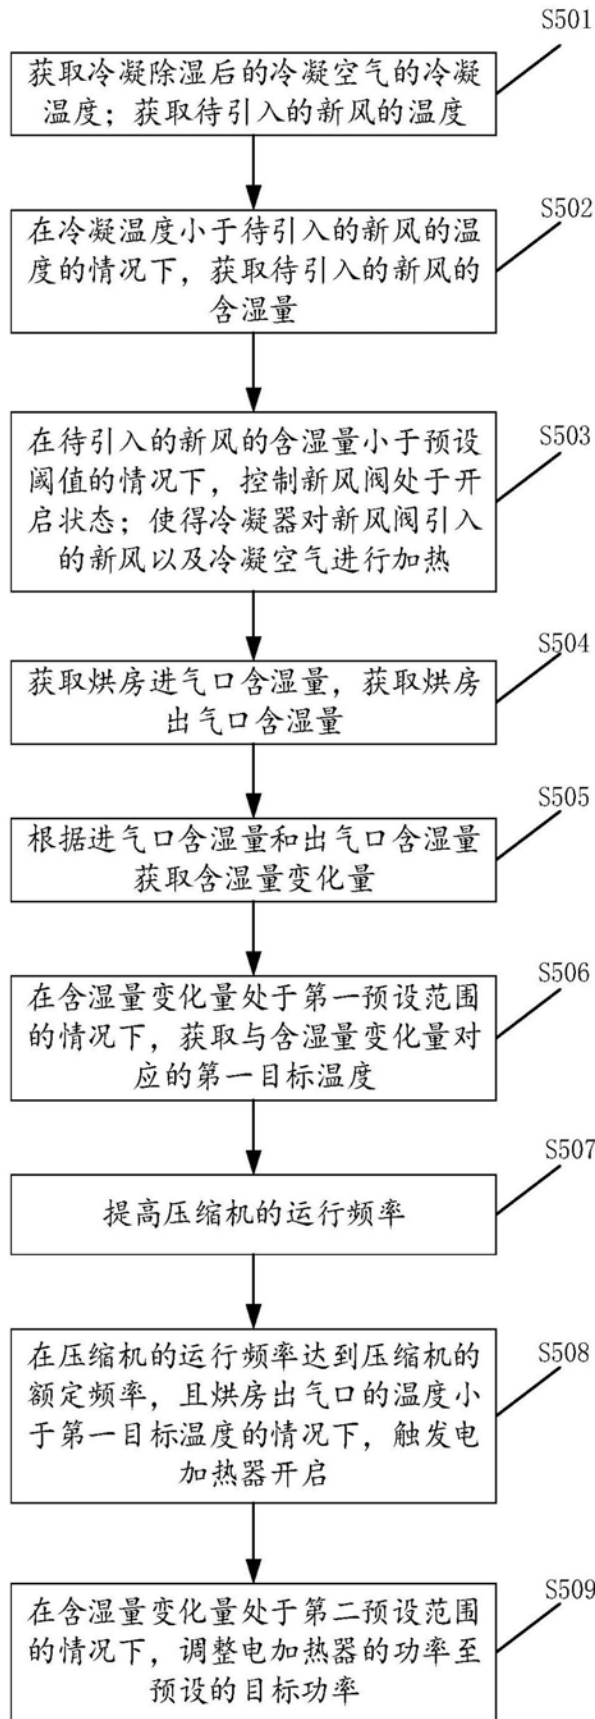 S501
获取冷凝除湿后的冷凝空气的冷凝
温度；获取待引入的新风的温度
S502
在冷凝温度小于待引入的新风的温
度的情况下，获取待引入的新风的
含湿量
S503
在待引入的新风的含湿量小于预设
阈值的情况下，控制新风阀处于开
启状态；使得冷凝器对新风阀引入
的新风以及冷凝空气进行加热
S504
获取烘房进气口含湿量，获取烘房
出气口含湿量
S505
根据进气口含湿量和出气口含湿量
获取含湿量变化量
S506
在含湿量变化量处于第一预设范围
的情况下，获取与含湿量变化量对
应的第一目标温度
S507
提高压缩机的运行频率
S508
在压缩机的运行频率达到压缩机的
额定频率，且烘房出气口的温度小
于第一目标温度的情况下，触发电
加热器开启
S509
在含湿量变化量处于第二预设范围
的情况下，调整电加热器的功率至
预设的目标功率